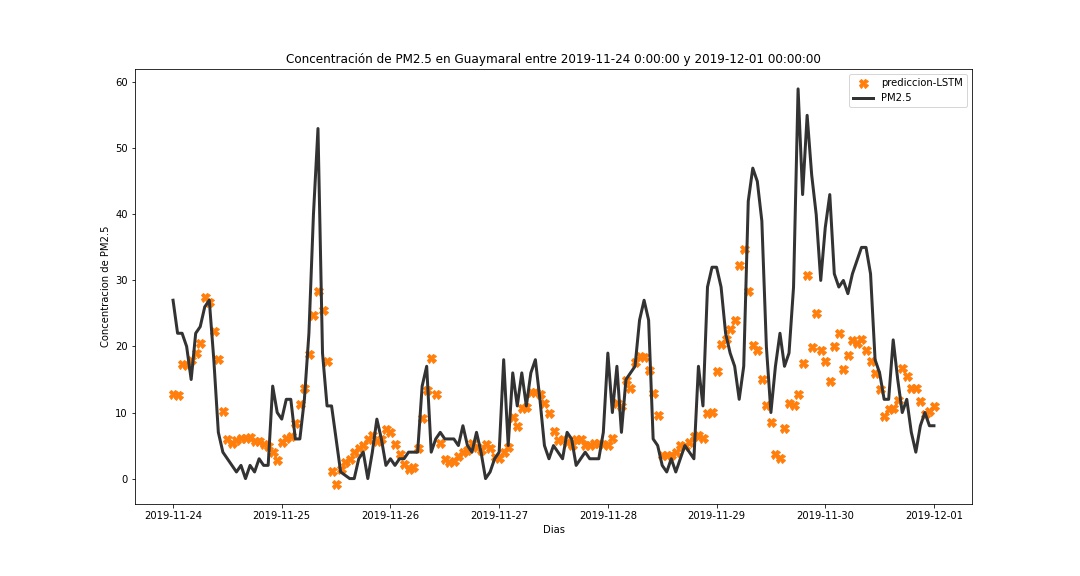 Concentración de PM2.5 en Guaymaral entre 2019-11-24 0:00:00 y 2019-12-01 00:00:00
prediccion-LSTM
PM2.5
Concentracion de PM2.5
60
50
40
30
20
10
0
2019-11-24 2019-11-25 2019-11-26 2019-11-27 2019-11-28 2019-11-29 2019-11-30 2019-12-01
Dias